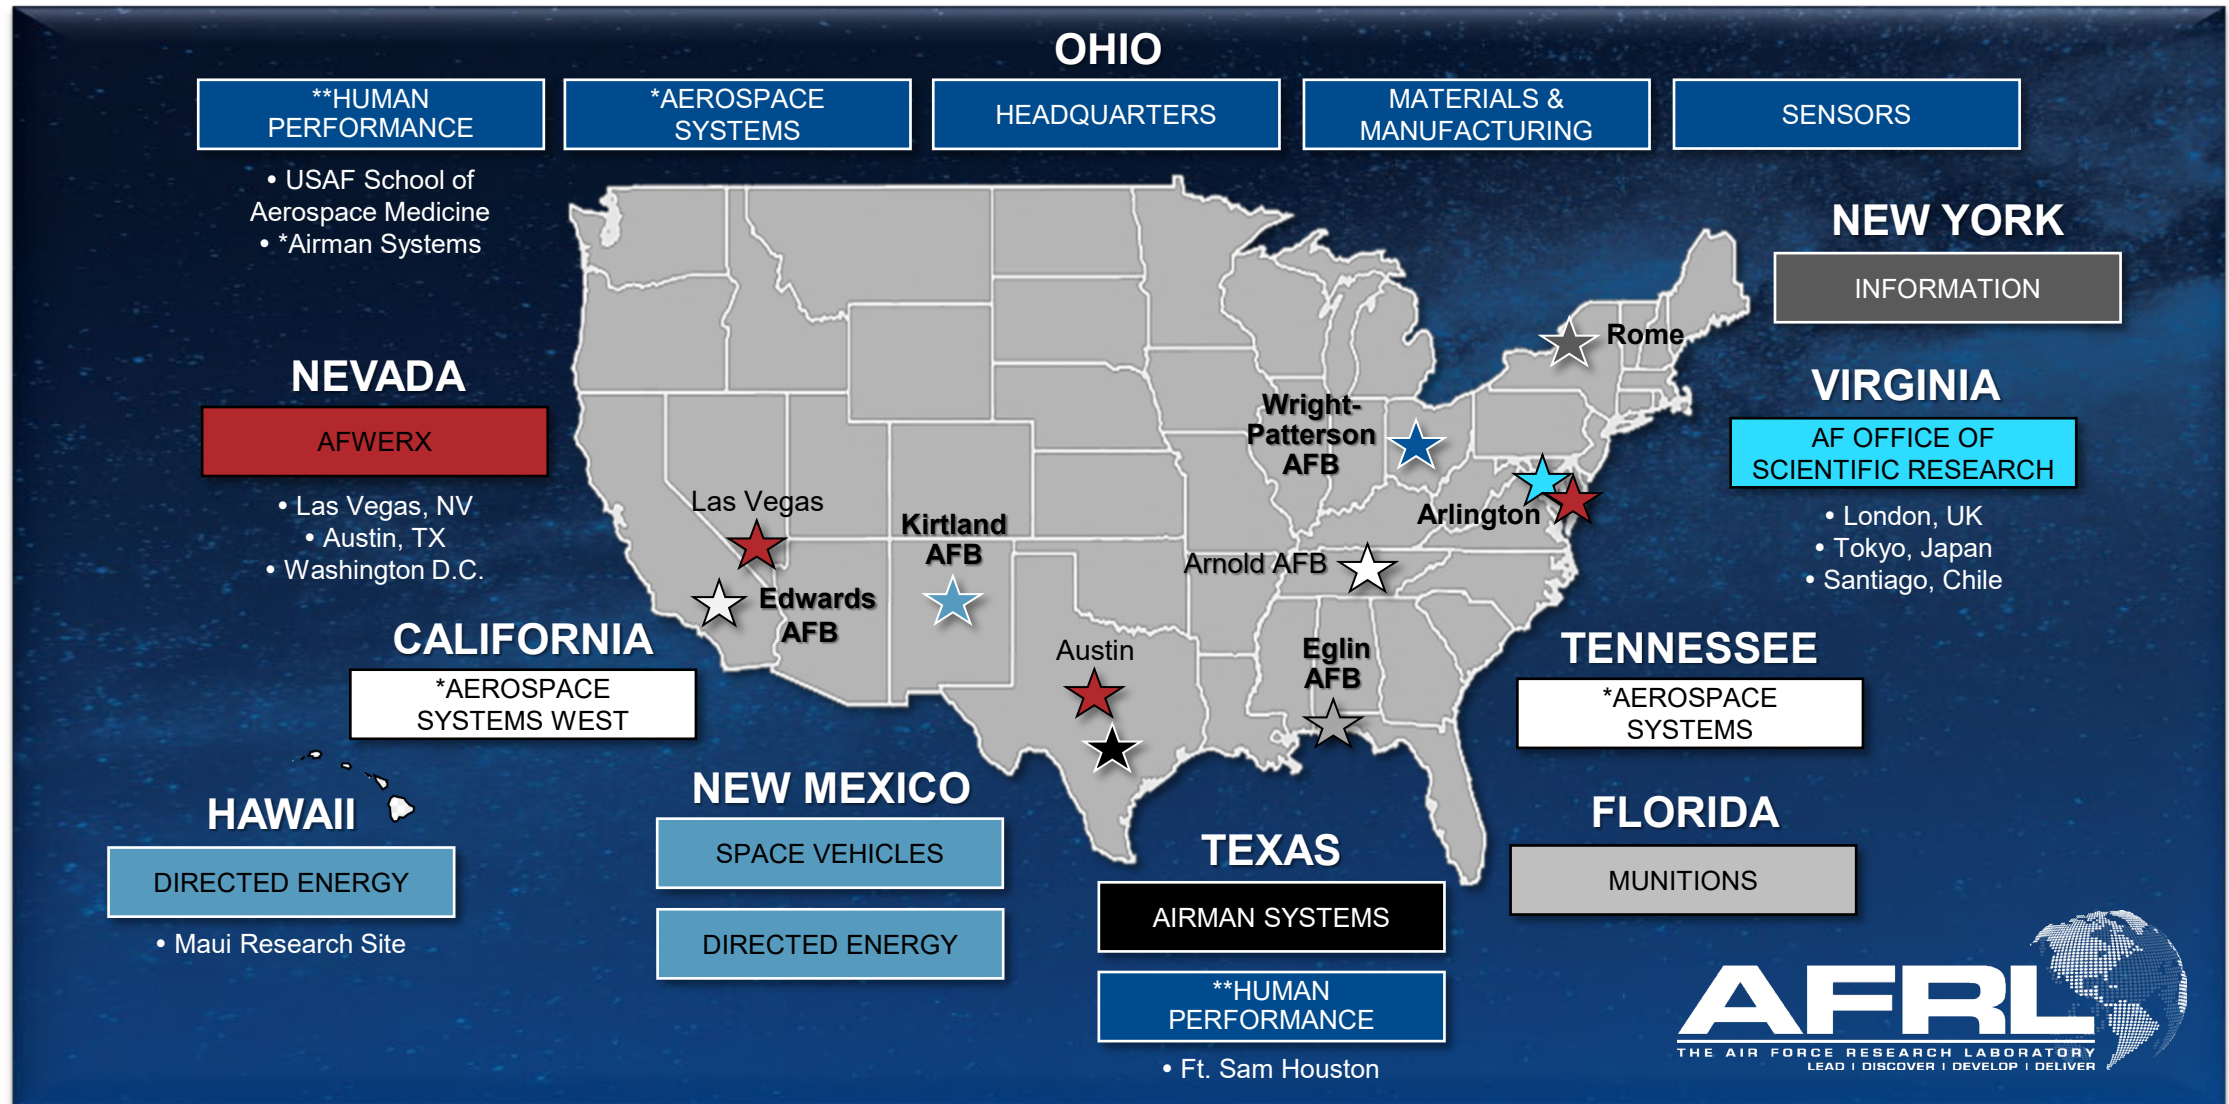 OHIO
**HUMAN
PERFORMANCE
*AEROSPACE
SYSTEMS
HEADQUARTERS
MATERIALS &
MANUFACTURING
SENSORS
• USAF School of
Aerospace Medicine
• *Airman Systems
NEW YORK
INFORMATION
Rome
NEVADA
AFWERX
• Las Vegas, NV
• Austin, TX
• Washington D.C.
VIRGINIA
AF OFFICE OF
SCIENTIFIC RESEARCH
• London, UK
• Tokyo, Japan
• Santiago, Chile
Wright-
Patterson
AFB
Las Vegas
Kirtland
AFB
Arlington
Arnold AFB
Edwards
AFB
Austin
Eglin
AFB
CALIFORNIA
*AEROSPACE
SYSTEMS WEST
TENNESSEE
*AEROSPACE
SYSTEMS
HAWAII
DIRECTED ENERGY
• Maui Research Site
NEW MEXICO
SPACE VEHICLES
DIRECTED ENERGY
TEXAS
AIRMAN SYSTEMS
**HUMAN
PERFORMANCE
• Ft. Sam Houston
FLORIDA
MUNITIONS
AFRL
THE AIR FORCE RESEARCH LABORATORY
LEAD | DISCOVER | DEVELOP | DELIVER